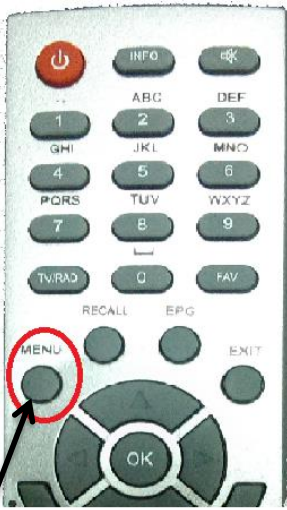 INFO
ABC DEF
1 2 3
GHI JKL MNO
4 5 6
PQRS TUV WXYZ
7 8 9
TV/RAD 0 FAV
RECALL EPG
MENU EXIT
OK